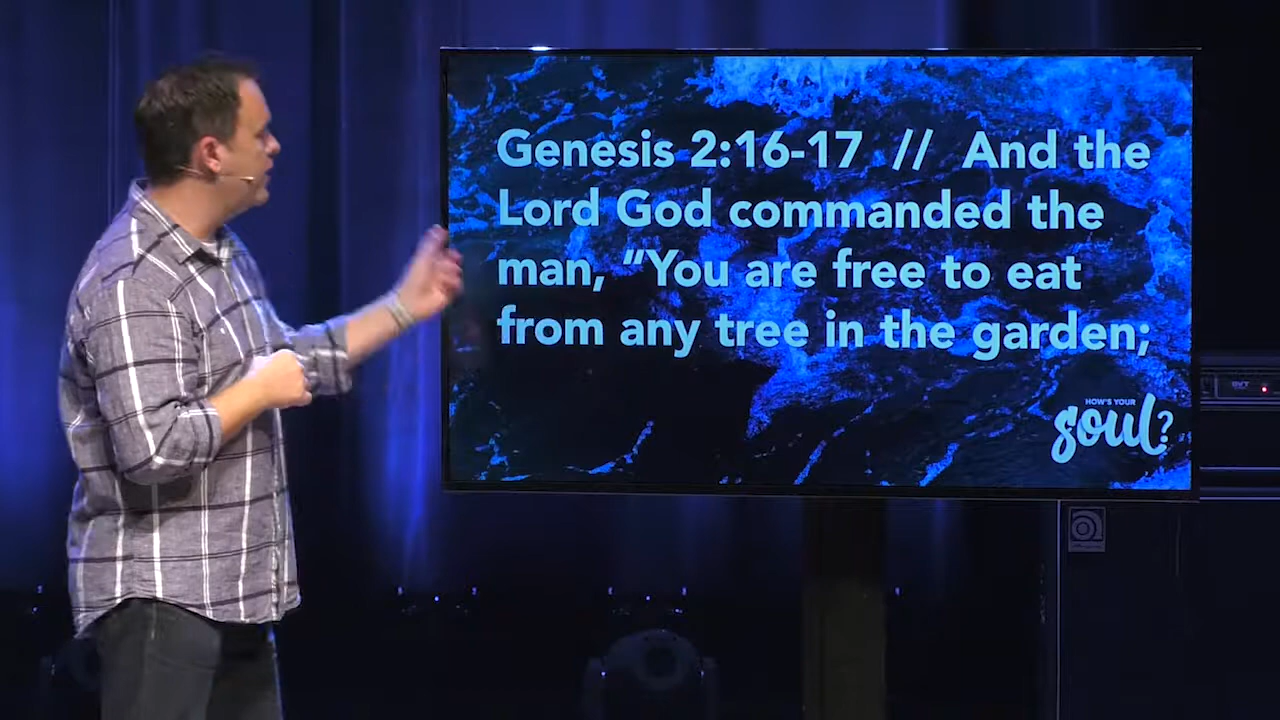 Genesis 2:16-17 // And the
Lord God commanded the
man, “You are free to eat
from any tree in the garden;
HOW'S YOUR
soul?